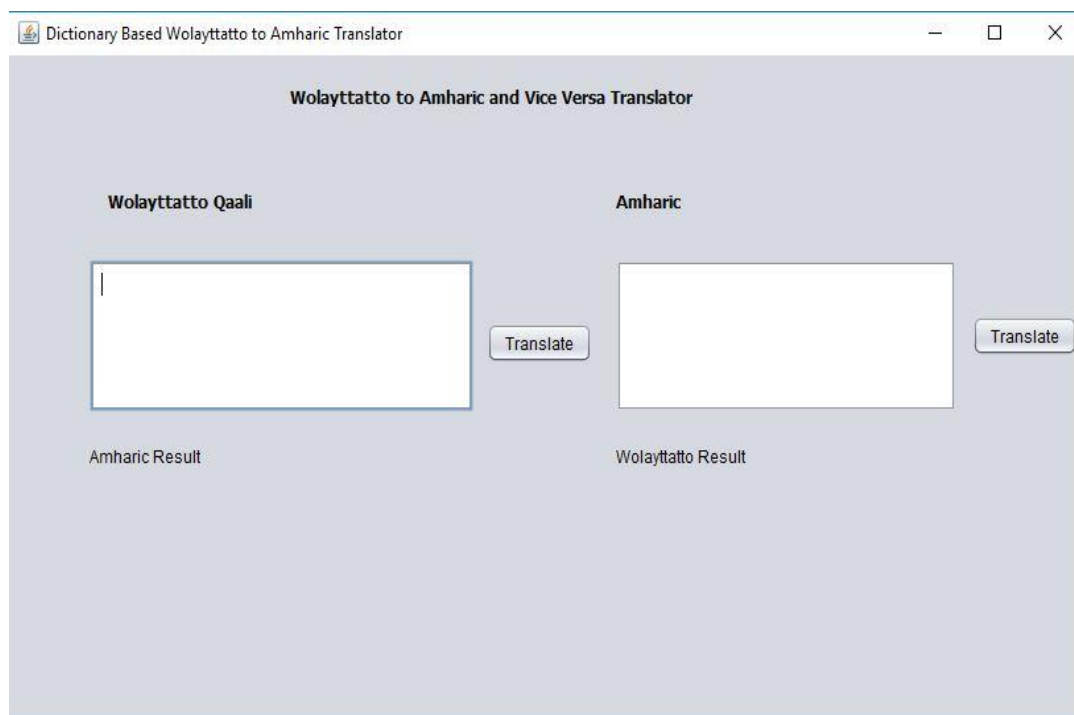 Dictionary Based Wolayttatto to Amharic Translator
Wolayttatto to Amharic and Vice Versa Translator
Wolayttatto Qaali
Amharic
Translate
Translate
Amharic Result
Wolayttatto Result